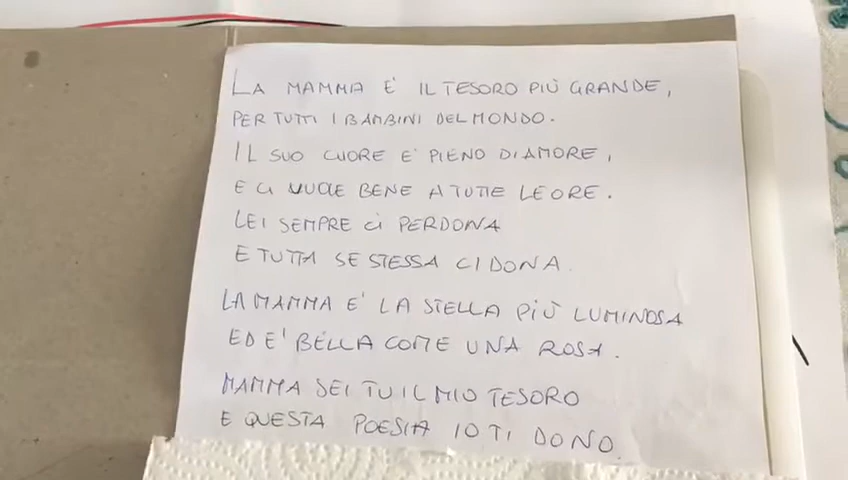 LA MAMMA E' IL TESORO PIÙ GRANDE,
PER TUTTI I BAMBINI DEL MONDO.
IL SUO CUORE E' PIENO DI AMORE,
E CI VUOLE BENE A TUTTE LE ORE.
LEI SEMPRE CI PERDONA
E TUTTA SE STESSA CI DONA.
LA MAMMA E' LA STELLA PIÙ LUMINOSA
ED E' BELLA COME UNA ROSA.
MAMMA SEI TU IL MIO TESORO
E QUESTA POESIA IO TI DONO.